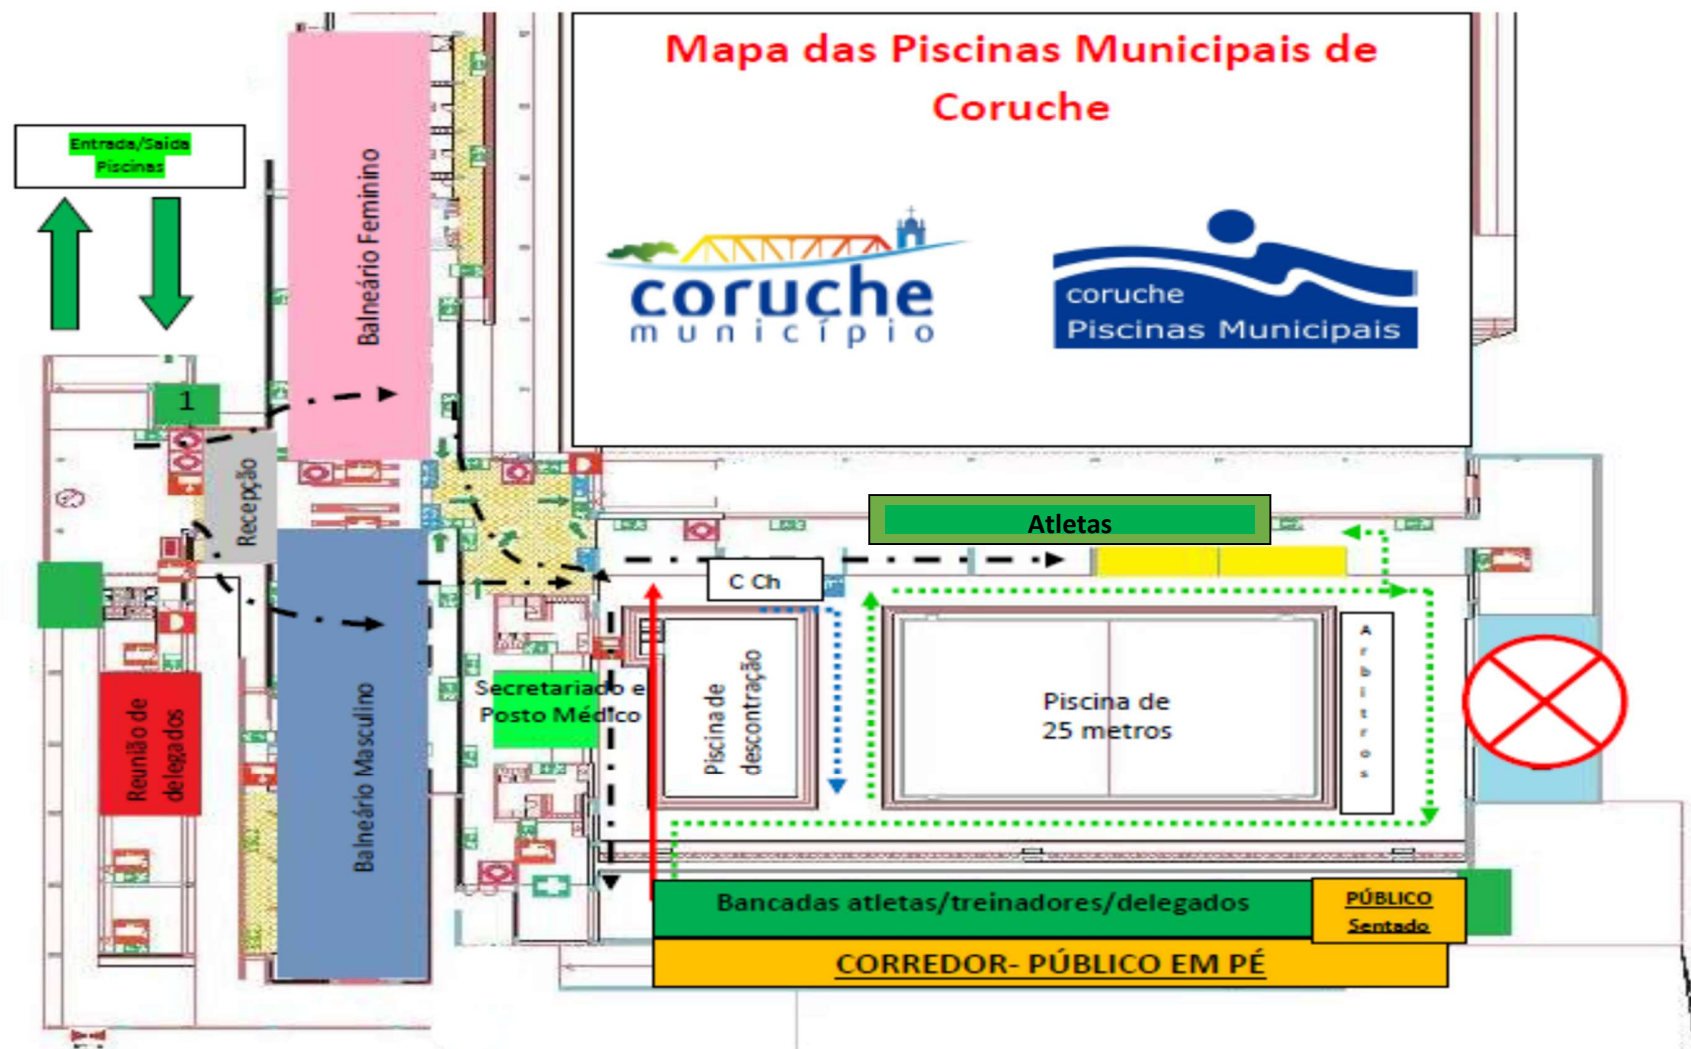 Mapa das Piscinas Municipais de
Coruche
Entrada/Saída
Piscinas
coruche
município
coruche
Piscinas Municipais
Balneário Feminino
1
Recepção
Atletas
C Ch
Arbitros
Secretariado e
Posto Médico
Piscina de
descontração
Piscina de
25 metros
Reunião de
delegados
Balneário Masculino
Bancadas atletas/treinadores/delegados
PÚBLICO
Sentado
CORREDOR- PÚBLICO EM PÉ